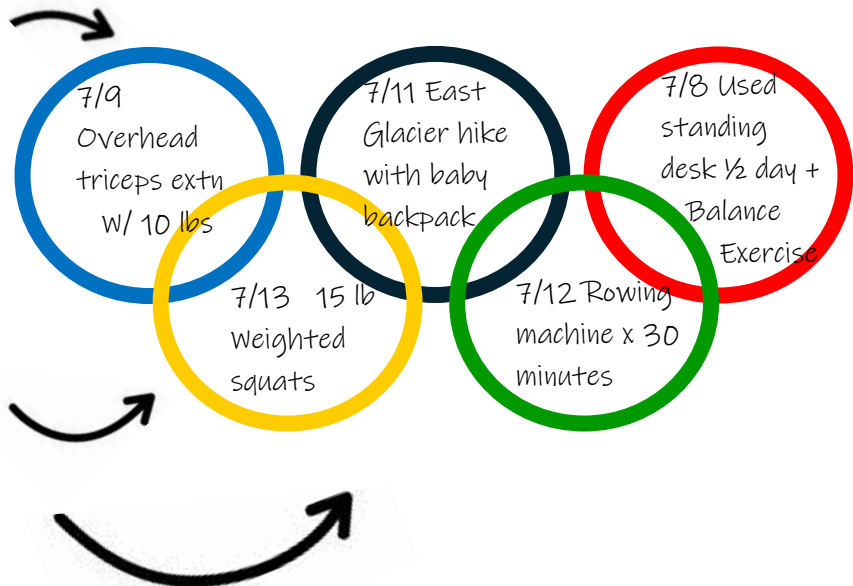 7/9
Overhead
triceps extn
w/ 10 lbs
7/11 East
Glacier hike
with baby
backpack
7/8 Used
standing
desk ½ day +
Balance
Exercise
7/13 15 lb
Weighted
squats
7/12 Rowing
machine x 30
minutes